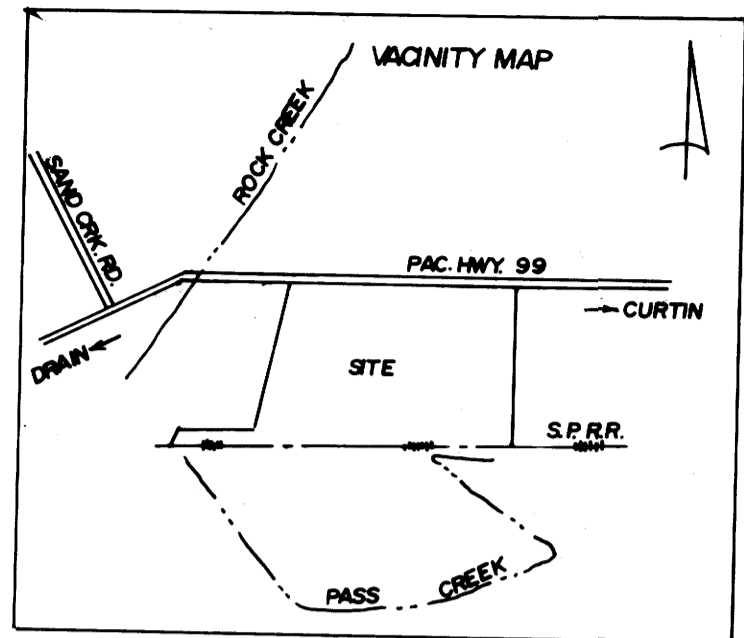 VACINITY MAP
ROCK CREEK
SAND CRK. RD.
PAC. HWY. 99
CURTIN
DRAIN
SITE
S.P.R.R.
PASS CREEK